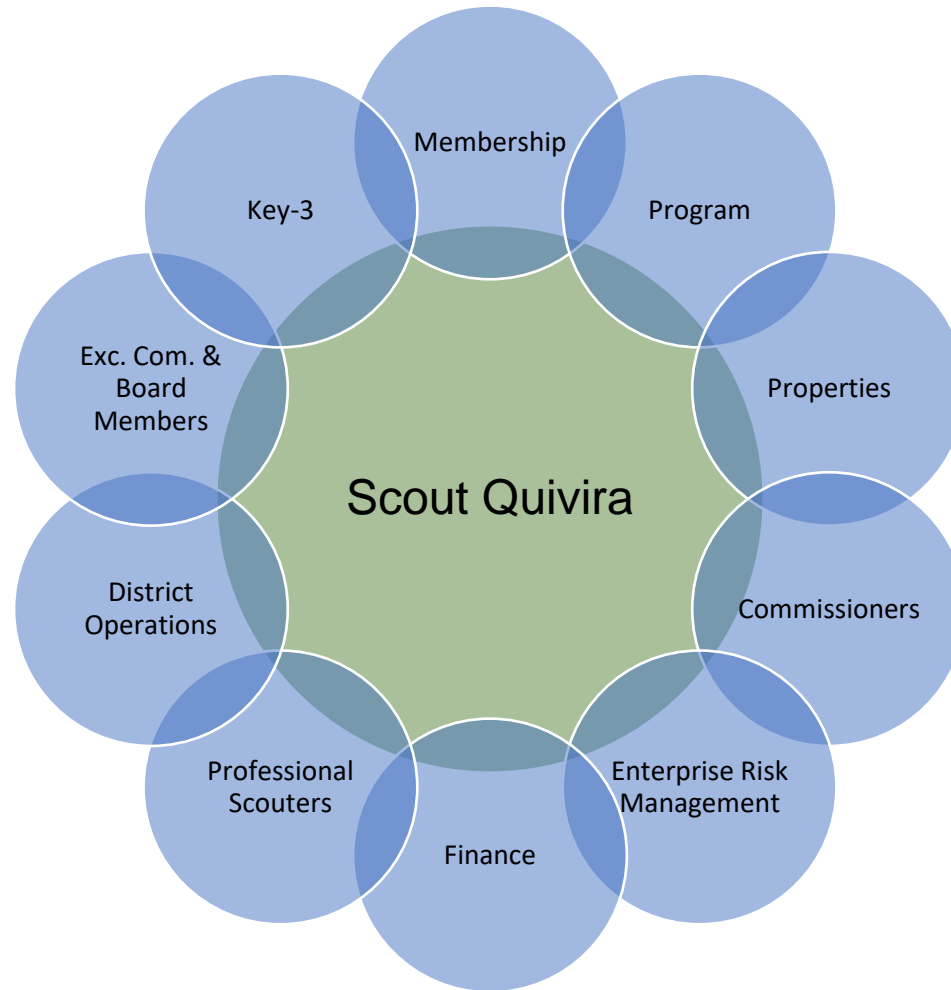 Membership
Key-3
Program
Exc. Com. &
Board
Members
Properties
Scout Quivira
District
Operations
Commissioners
Professional
Scouters
Enterprise Risk
Management
Finance